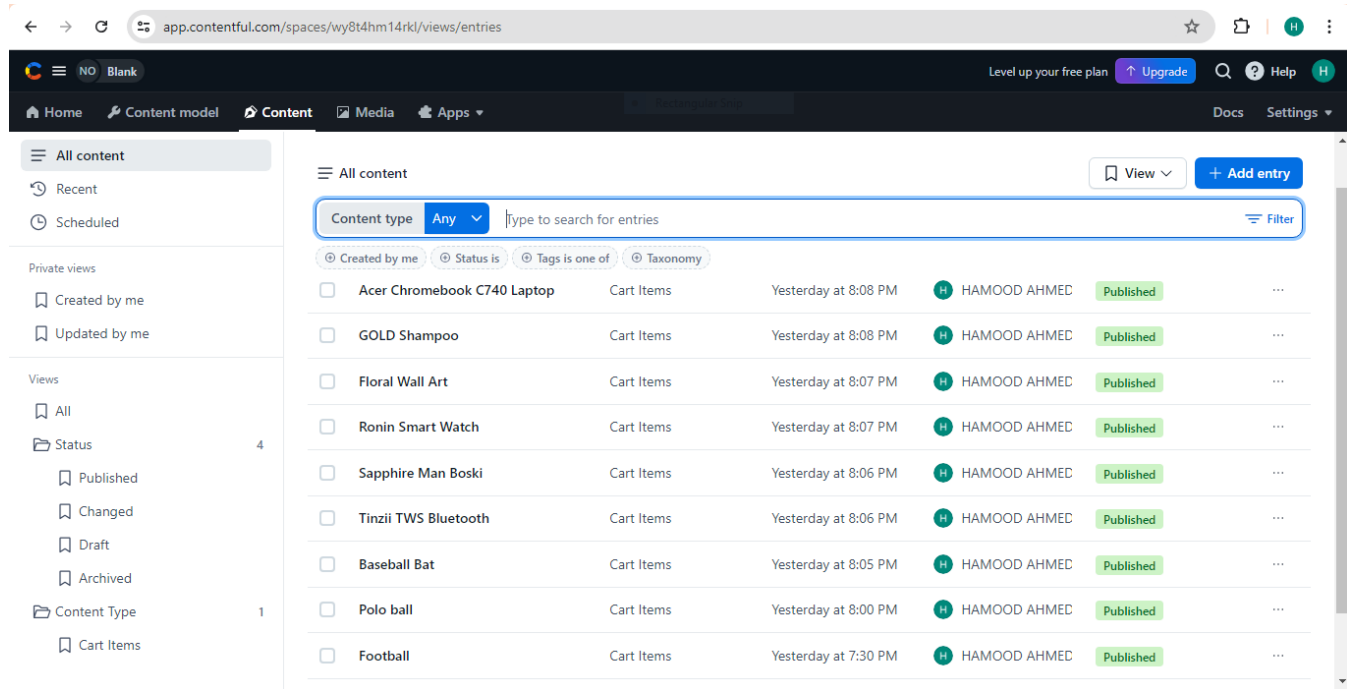 app.contentful.com/spaces/wy8t4hm14rkl/views/entries H
NO Blank Level up your free plan Upgrade ? Help H
Home Content model Content Media Apps Docs Settings
All content
Recent
Scheduled
Private views
Created by me
Updated by me
Views
All
Status 4
Published
Changed
Draft
Archived
Content Type 1
Cart Items
All content View + Add entry
Content type Any Type to search for entries Filter
Created by me Status is Tags is one of Taxonomy
Acer Chromebook C740 Laptop Cart Items Yesterday at 8:08 PM H HAMOOD AHMED Published ...
GOLD Shampoo Cart Items Yesterday at 8:08 PM H HAMOOD AHMED Published ...
Floral Wall Art Cart Items Yesterday at 8:07 PM H HAMOOD AHMED Published ...
Ronin Smart Watch Cart Items Yesterday at 8:07 PM H HAMOOD AHMED Published ...
Sapphire Man Boski Cart Items Yesterday at 8:06 PM H HAMOOD AHMED Published ...
Tinzii TWS Bluetooth Cart Items Yesterday at 8:06 PM H HAMOOD AHMED Published ...
Baseball Bat Cart Items Yesterday at 8:05 PM H HAMOOD AHMED Published ...
Polo ball Cart Items Yesterday at 8:00 PM H HAMOOD AHMED Published ...
Football Cart Items Yesterday at 7:30 PM H HAMOOD AHMED Published ...